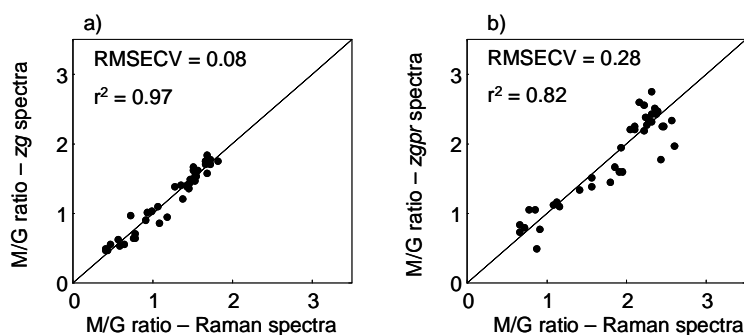 a)
RMSECV = 0.08
r² = 0.97
M/G ratio – zg spectra
3
2
1
0
0 1 2 3
M/G ratio – Raman spectra
b)
RMSECV = 0.28
r² = 0.82
M/G ratio – zgpr spectra
3
2
1
0
0 1 2 3
M/G ratio – Raman spectra